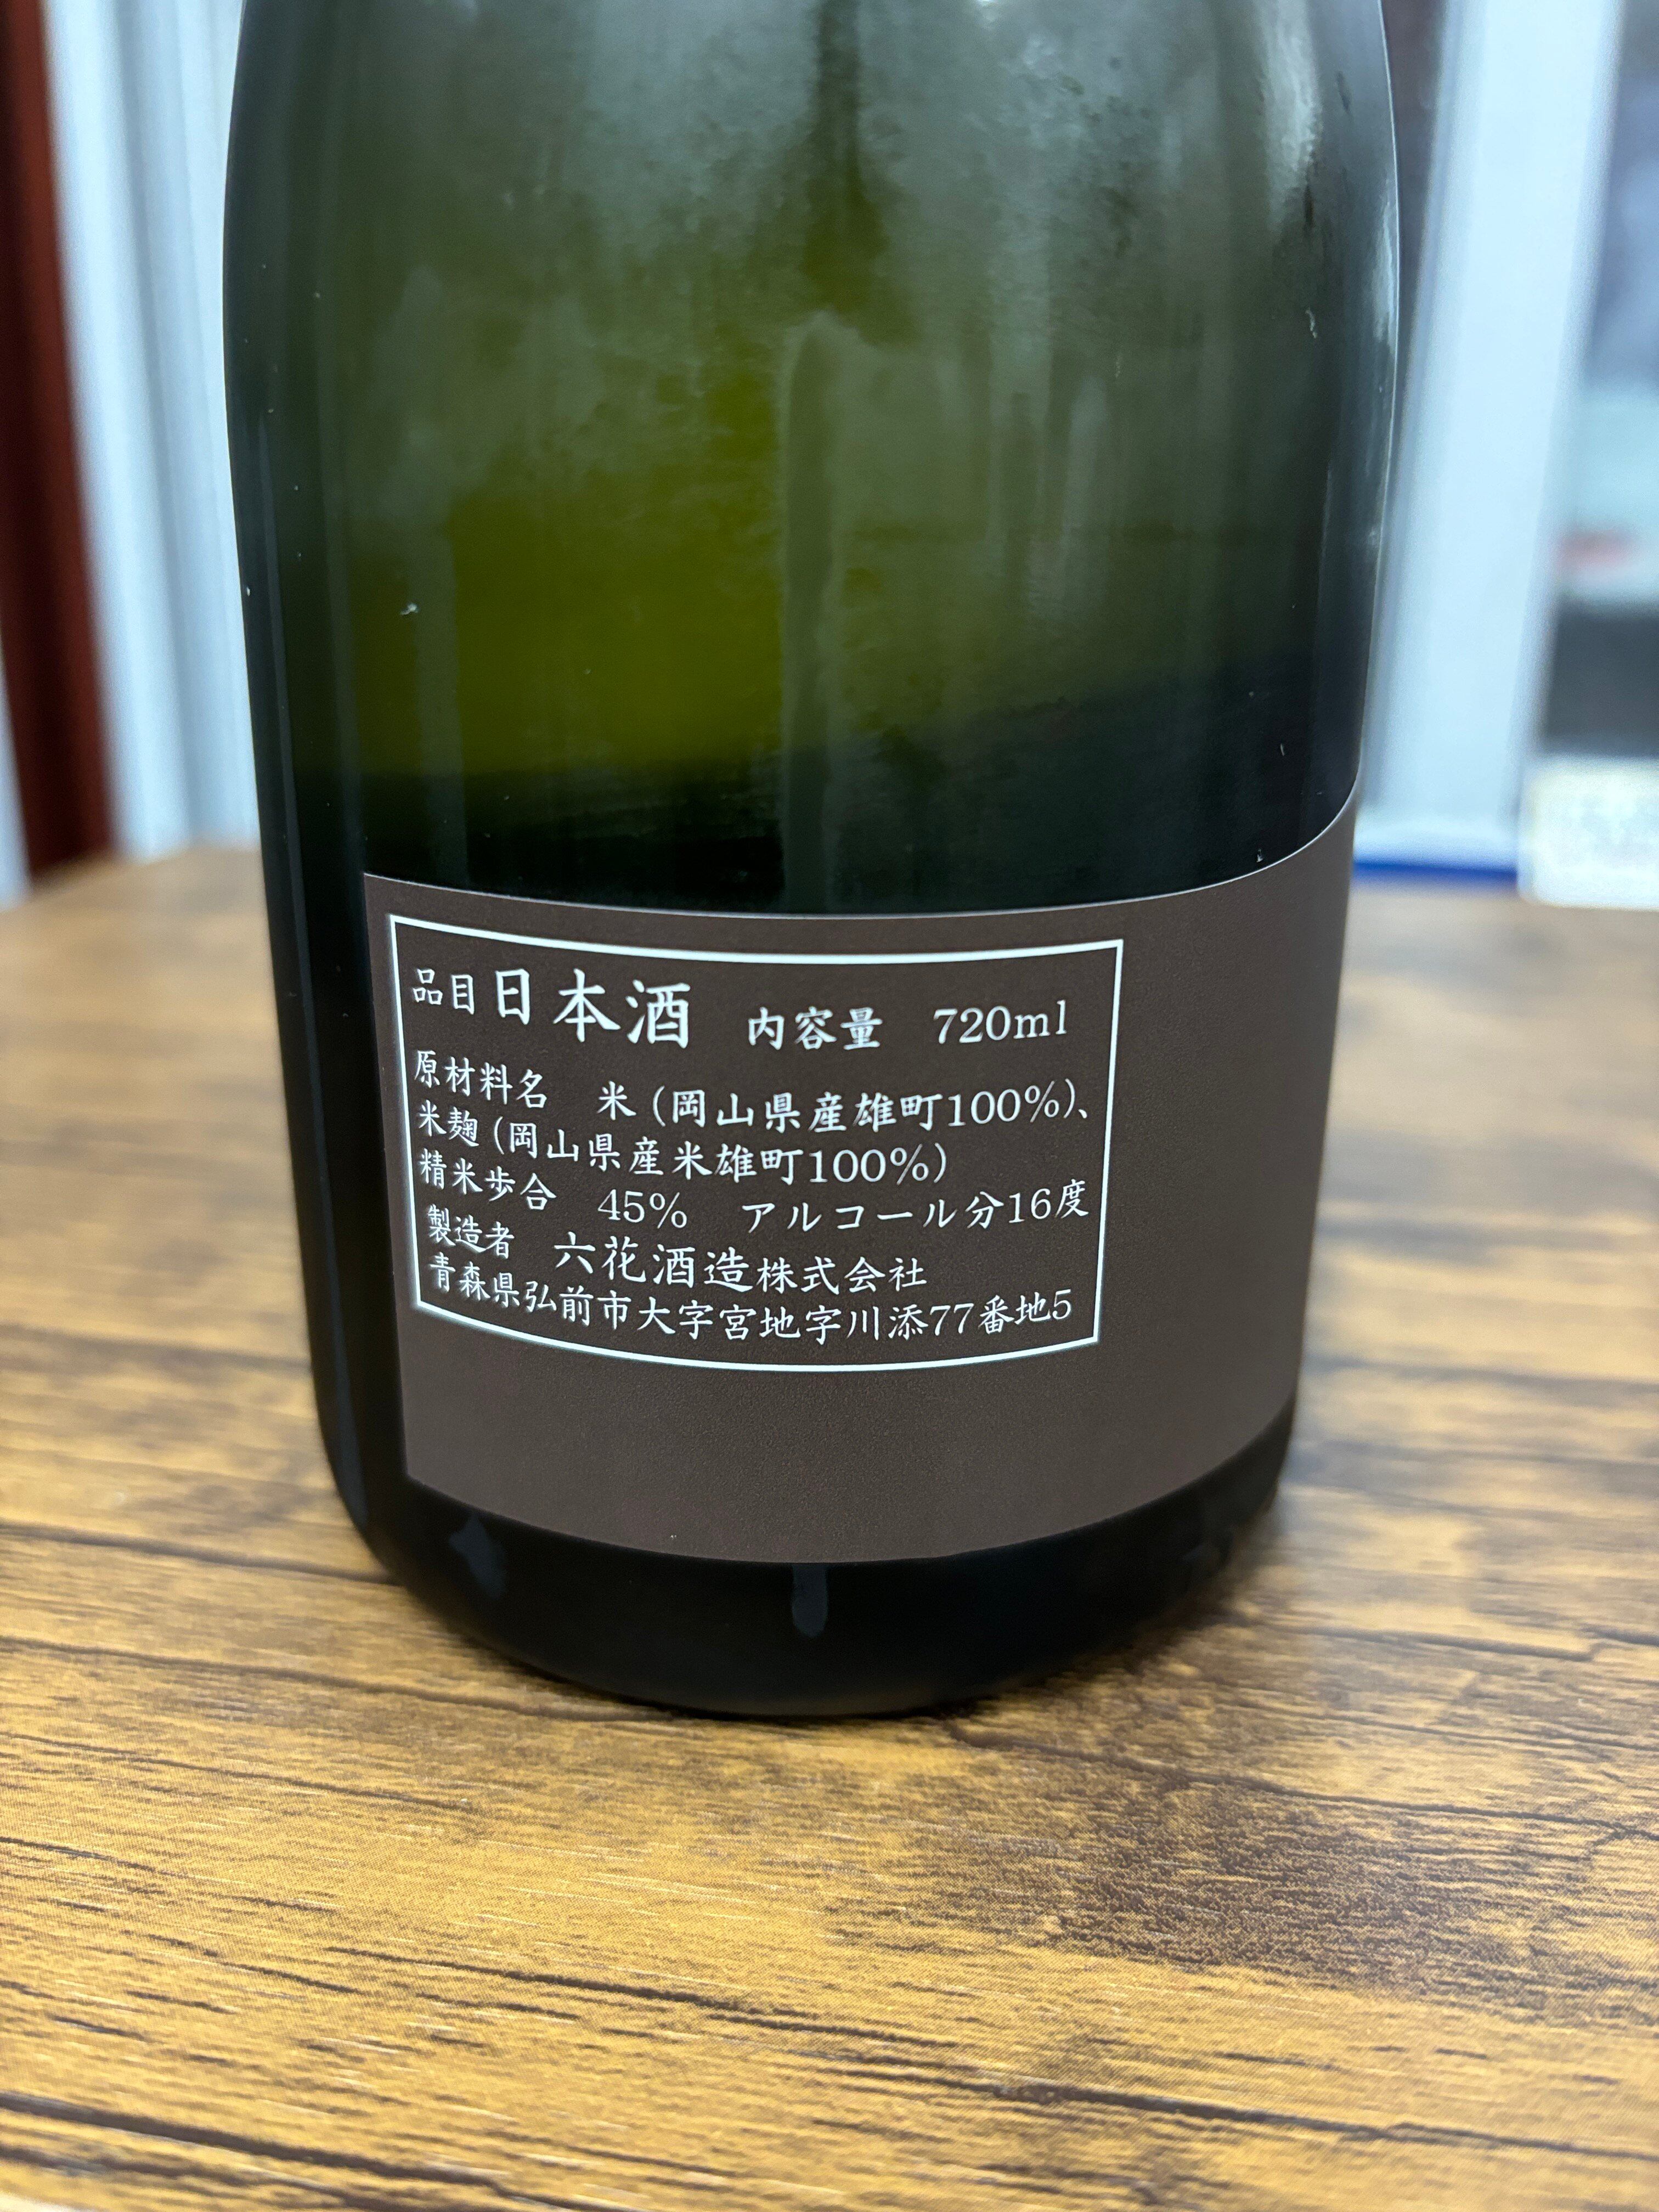 品目日本酒 内容量 720ml
原材料名 米(岡山県産雄町100%)、
米麹(岡山県産米雄町100%)
精米歩合 45% アルコール分16度
製造者 六花酒造株式会社
青森県弘前市大字宮地字川添77番地5